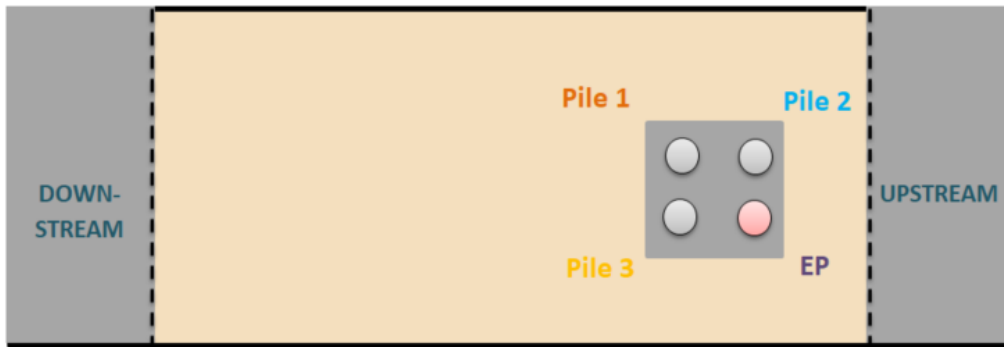 Pile 1
Pile 2
DOWN-
STREAM
UPSTREAM
Pile 3
EP